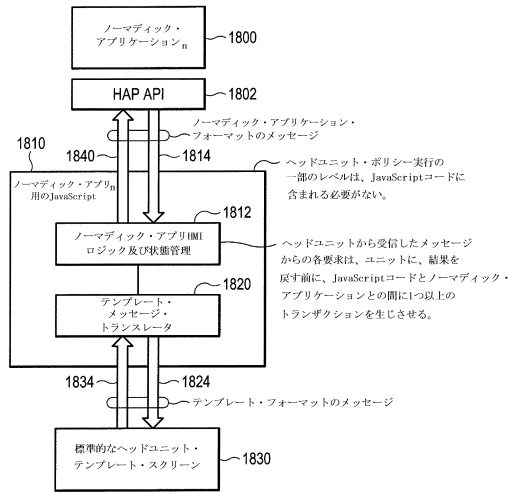 ノーマディック・
アプリケーションn
1800
HAP API
1802
ノーマディック・アプリケーション・
フォーマットのメッセージ
1810
1840
1814
ヘッドユニット・ポリシー実行の
一部のレベルは、JavaScriptコードに
含まれる必要がない。
ノーマディック・アプリn
用のJavaScript
1812
ノーマディック・アプリHMI
ロジック及び状態管理
ヘッドユニットから受信したメッセージ
からの各要求は、ユニットに、結果を
戻す前に、JavaScriptコードとノーマディック・
アプリケーションとの間に1つ以上の
トランザクションを生じさせる。
1820
テンプレート・
メッセージ・
トランスレータ
1834
1824
テンプレート・フォーマットのメッセージ
標準的なヘッドユニット・
テンプレート・スクリーン
1830